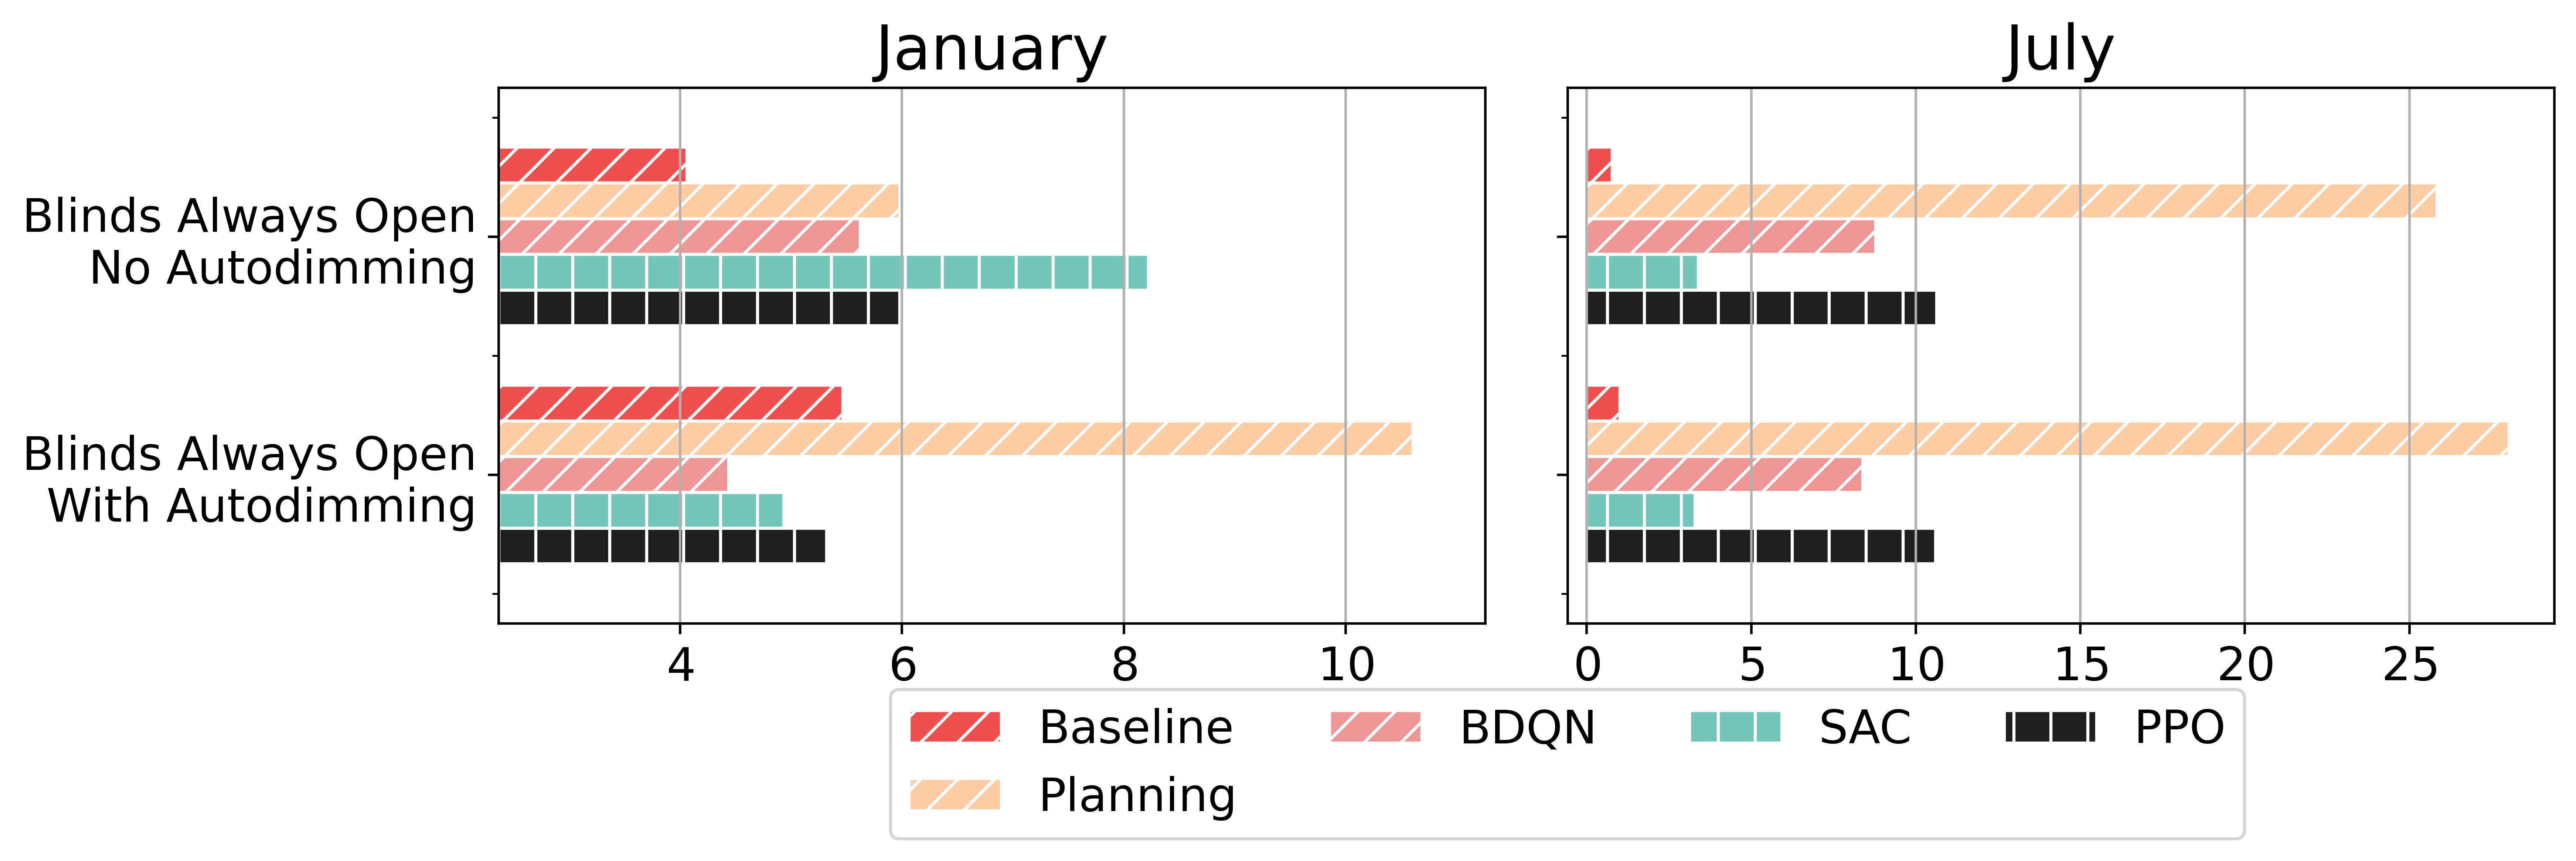 January
July
Blinds Always Open
No Autodimming
Blinds Always Open
With Autodimming
4 6 8 10
0 5 10 15 20 25
Baseline BDQN SAC PPO
Planning